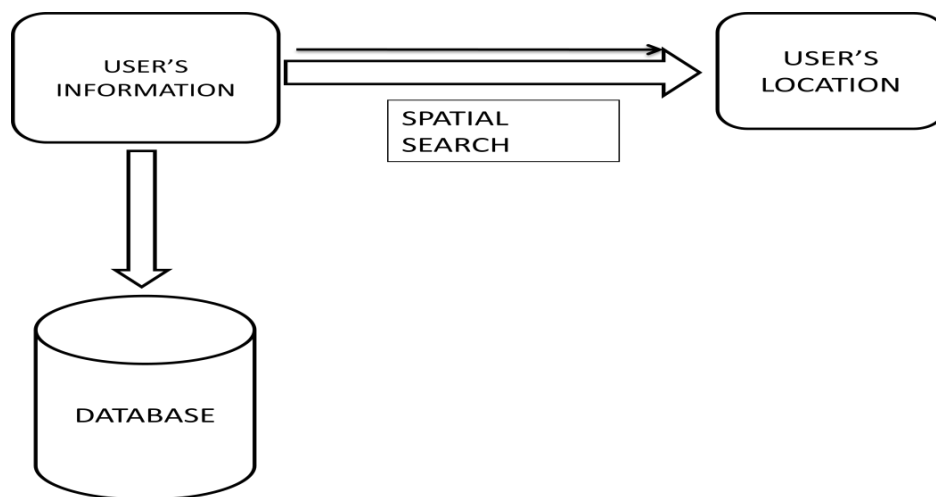 USER'S
INFORMATION
SPATIAL
SEARCH
USER'S
LOCATION
DATABASE